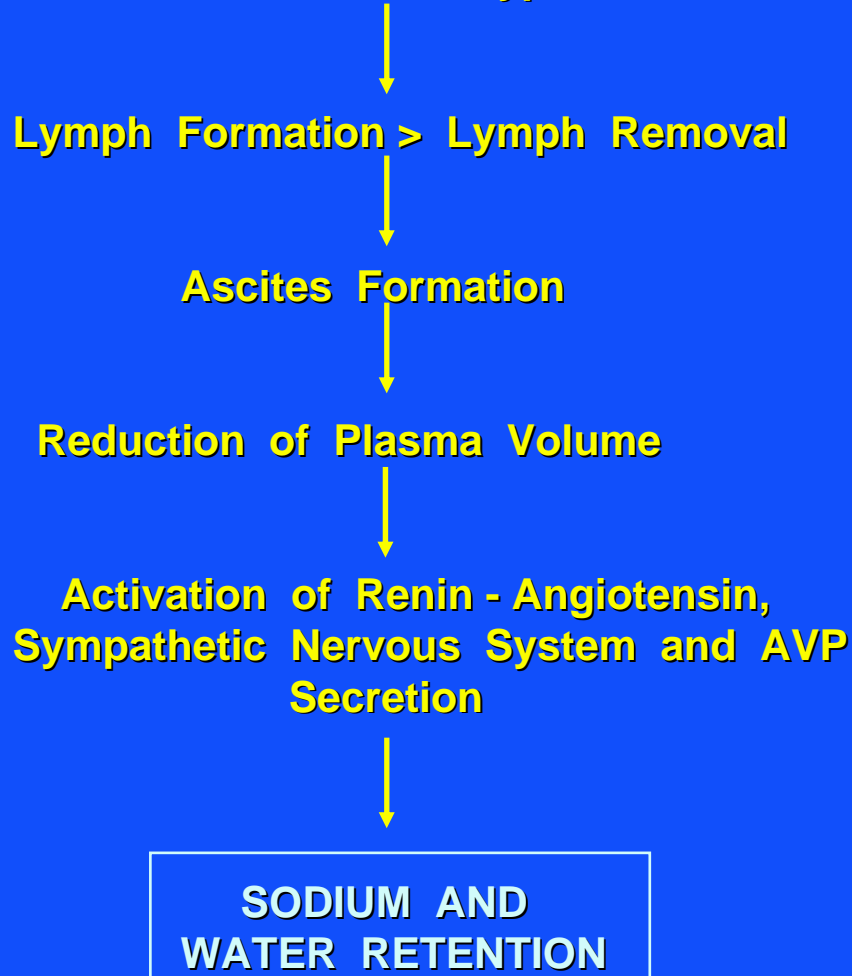 Lymph Formation > Lymph Removal
Ascites Formation
Reduction of Plasma Volume
Activation of Renin - Angiotensin,
Sympathetic Nervous System and AVP
Secretion
SODIUM AND
WATER RETENTION